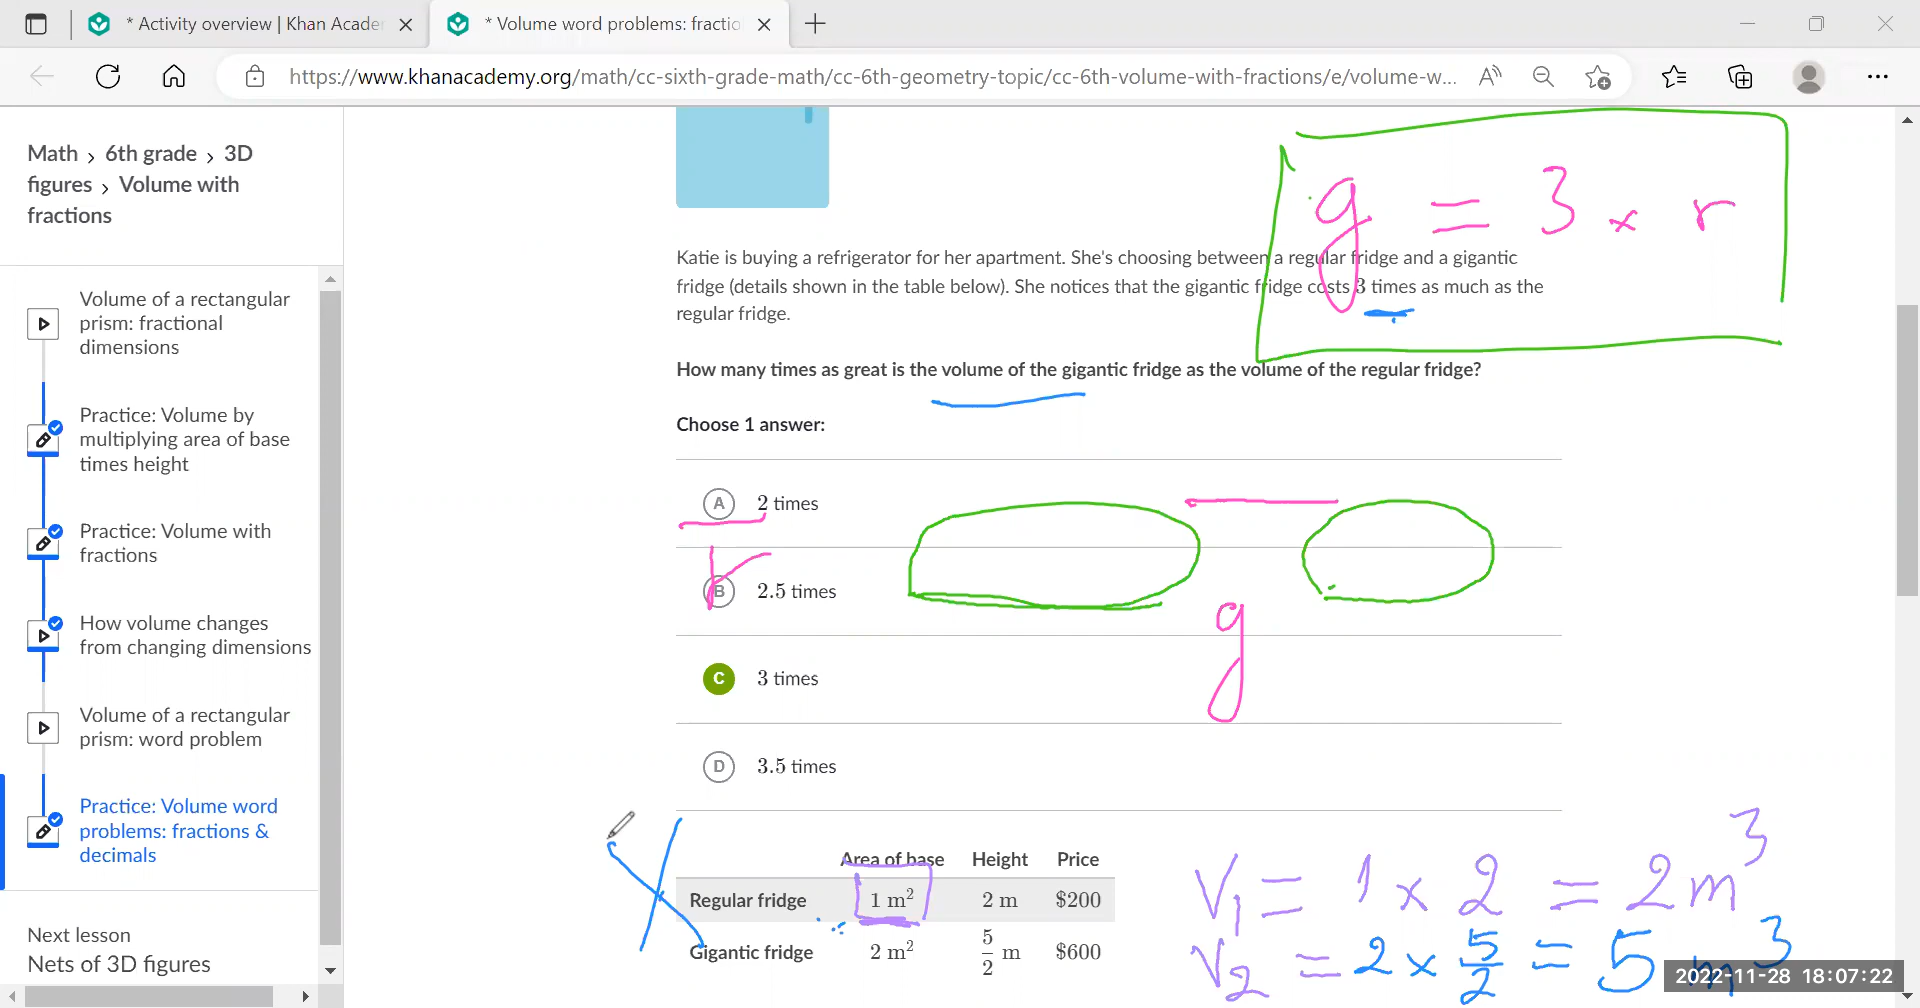 * Activity overview | Khan Acade
* Volume word problems: fractio
https://www.khanacademy.org/math/cc-sixth-grade-math/cc-6th-geometry-topic/cc-6th-volume-with-fractions/e/volume-w...
Math > 6th grade > 3D
figures > Volume with
fractions
Volume of a rectangular
prism: fractional
dimensions
Practice: Volume by
multiplying area of base
times height
Practice: Volume with
fractions
How volume changes
from changing dimensions
Volume of a rectangular
prism: word problem
Practice: Volume word
problems: fractions &
decimals
Next lesson
Nets of 3D figures
g = 3 × r
Katie is buying a refrigerator for her apartment. She's choosing between a regular fridge and a gigantic
fridge (details shown in the table below). She notices that the gigantic fridge costs 3 times as much as the
regular fridge.
How many times as great is the volume of the gigantic fridge as the volume of the regular fridge?
Choose 1 answer:
A 2 times
B 2.5 times
g
C 3 times
D 3.5 times
Area of base Height Price
Regular fridge 1 m² 2 m $200
Gigantic fridge 2 m² 5/2 m $600
V₁ = 1 × 2 = 2 m³
V₂ = 2 × 5/2 = 5 m³
2022-11-28 18:07:22